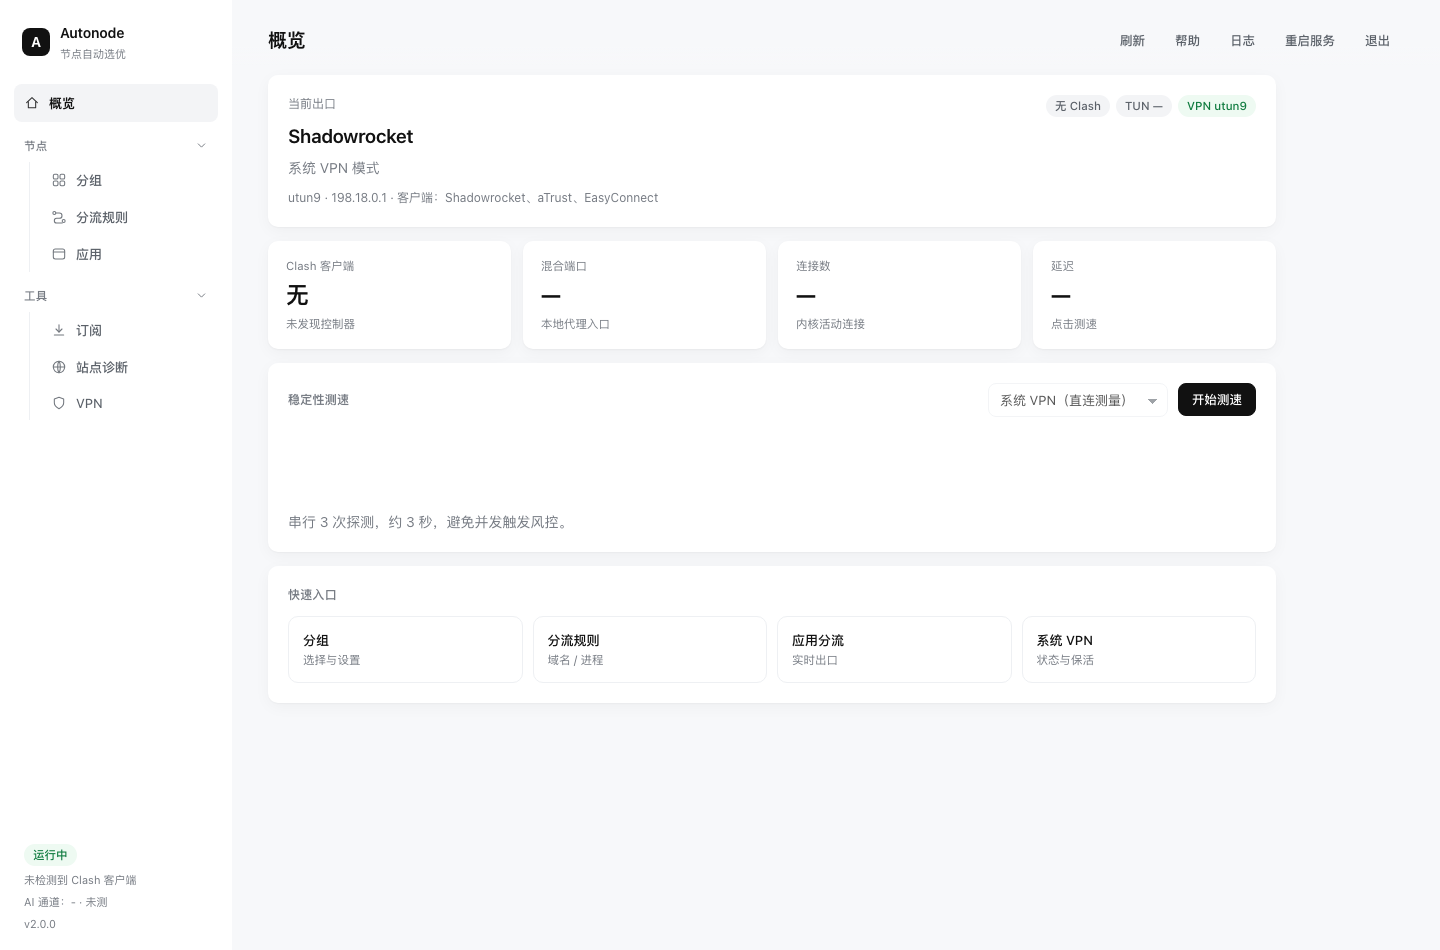 A
Autonode
节点自动选优
概览
节点
分组
分流规则
应用
工具
订阅
站点诊断
VPN
运行中
未检测到 Clash 客户端
AI 通道：- · 未测
v2.0.0
概览
刷新 帮助 日志 重启服务 退出
当前出口
无 Clash TUN — VPN utun9
Shadowrocket
系统 VPN 模式
utun9 · 198.18.0.1 · 客户端：Shadowrocket、aTrust、EasyConnect
Clash 客户端
无
未发现控制器
混合端口
—
本地代理入口
连接数
—
内核活动连接
延迟
—
点击测速
稳定性测速
系统 VPN（直连测量）
开始测速
串行 3 次探测，约 3 秒，避免并发触发风控。
快速入口
分组
选择与设置
分流规则
域名 / 进程
应用分流
实时出口
系统 VPN
状态与保活